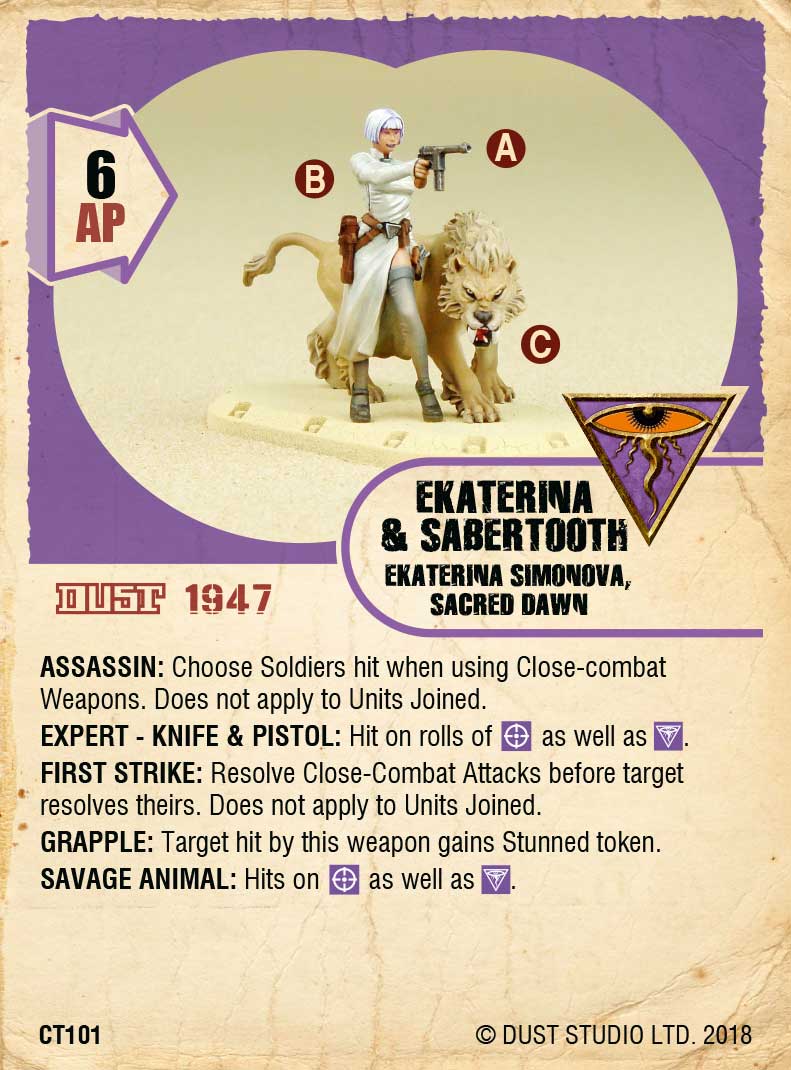 6
AP
A
B
C
EKATERINA
& SABERTOOTH
EKATERINA SIMONOVA,
SACRED DAWN
DUST 1947
ASSASSIN: Choose Soldiers hit when using Close-combat
Weapons. Does not apply to Units Joined.
EXPERT - KNIFE & PISTOL: Hit on rolls of as well as .
FIRST STRIKE: Resolve Close-Combat Attacks before target
resolves theirs. Does not apply to Units Joined.
GRAPPLE: Target hit by this weapon gains Stunned token.
SAVAGE ANIMAL: Hits on as well as .
CT101
© DUST STUDIO LTD. 2018